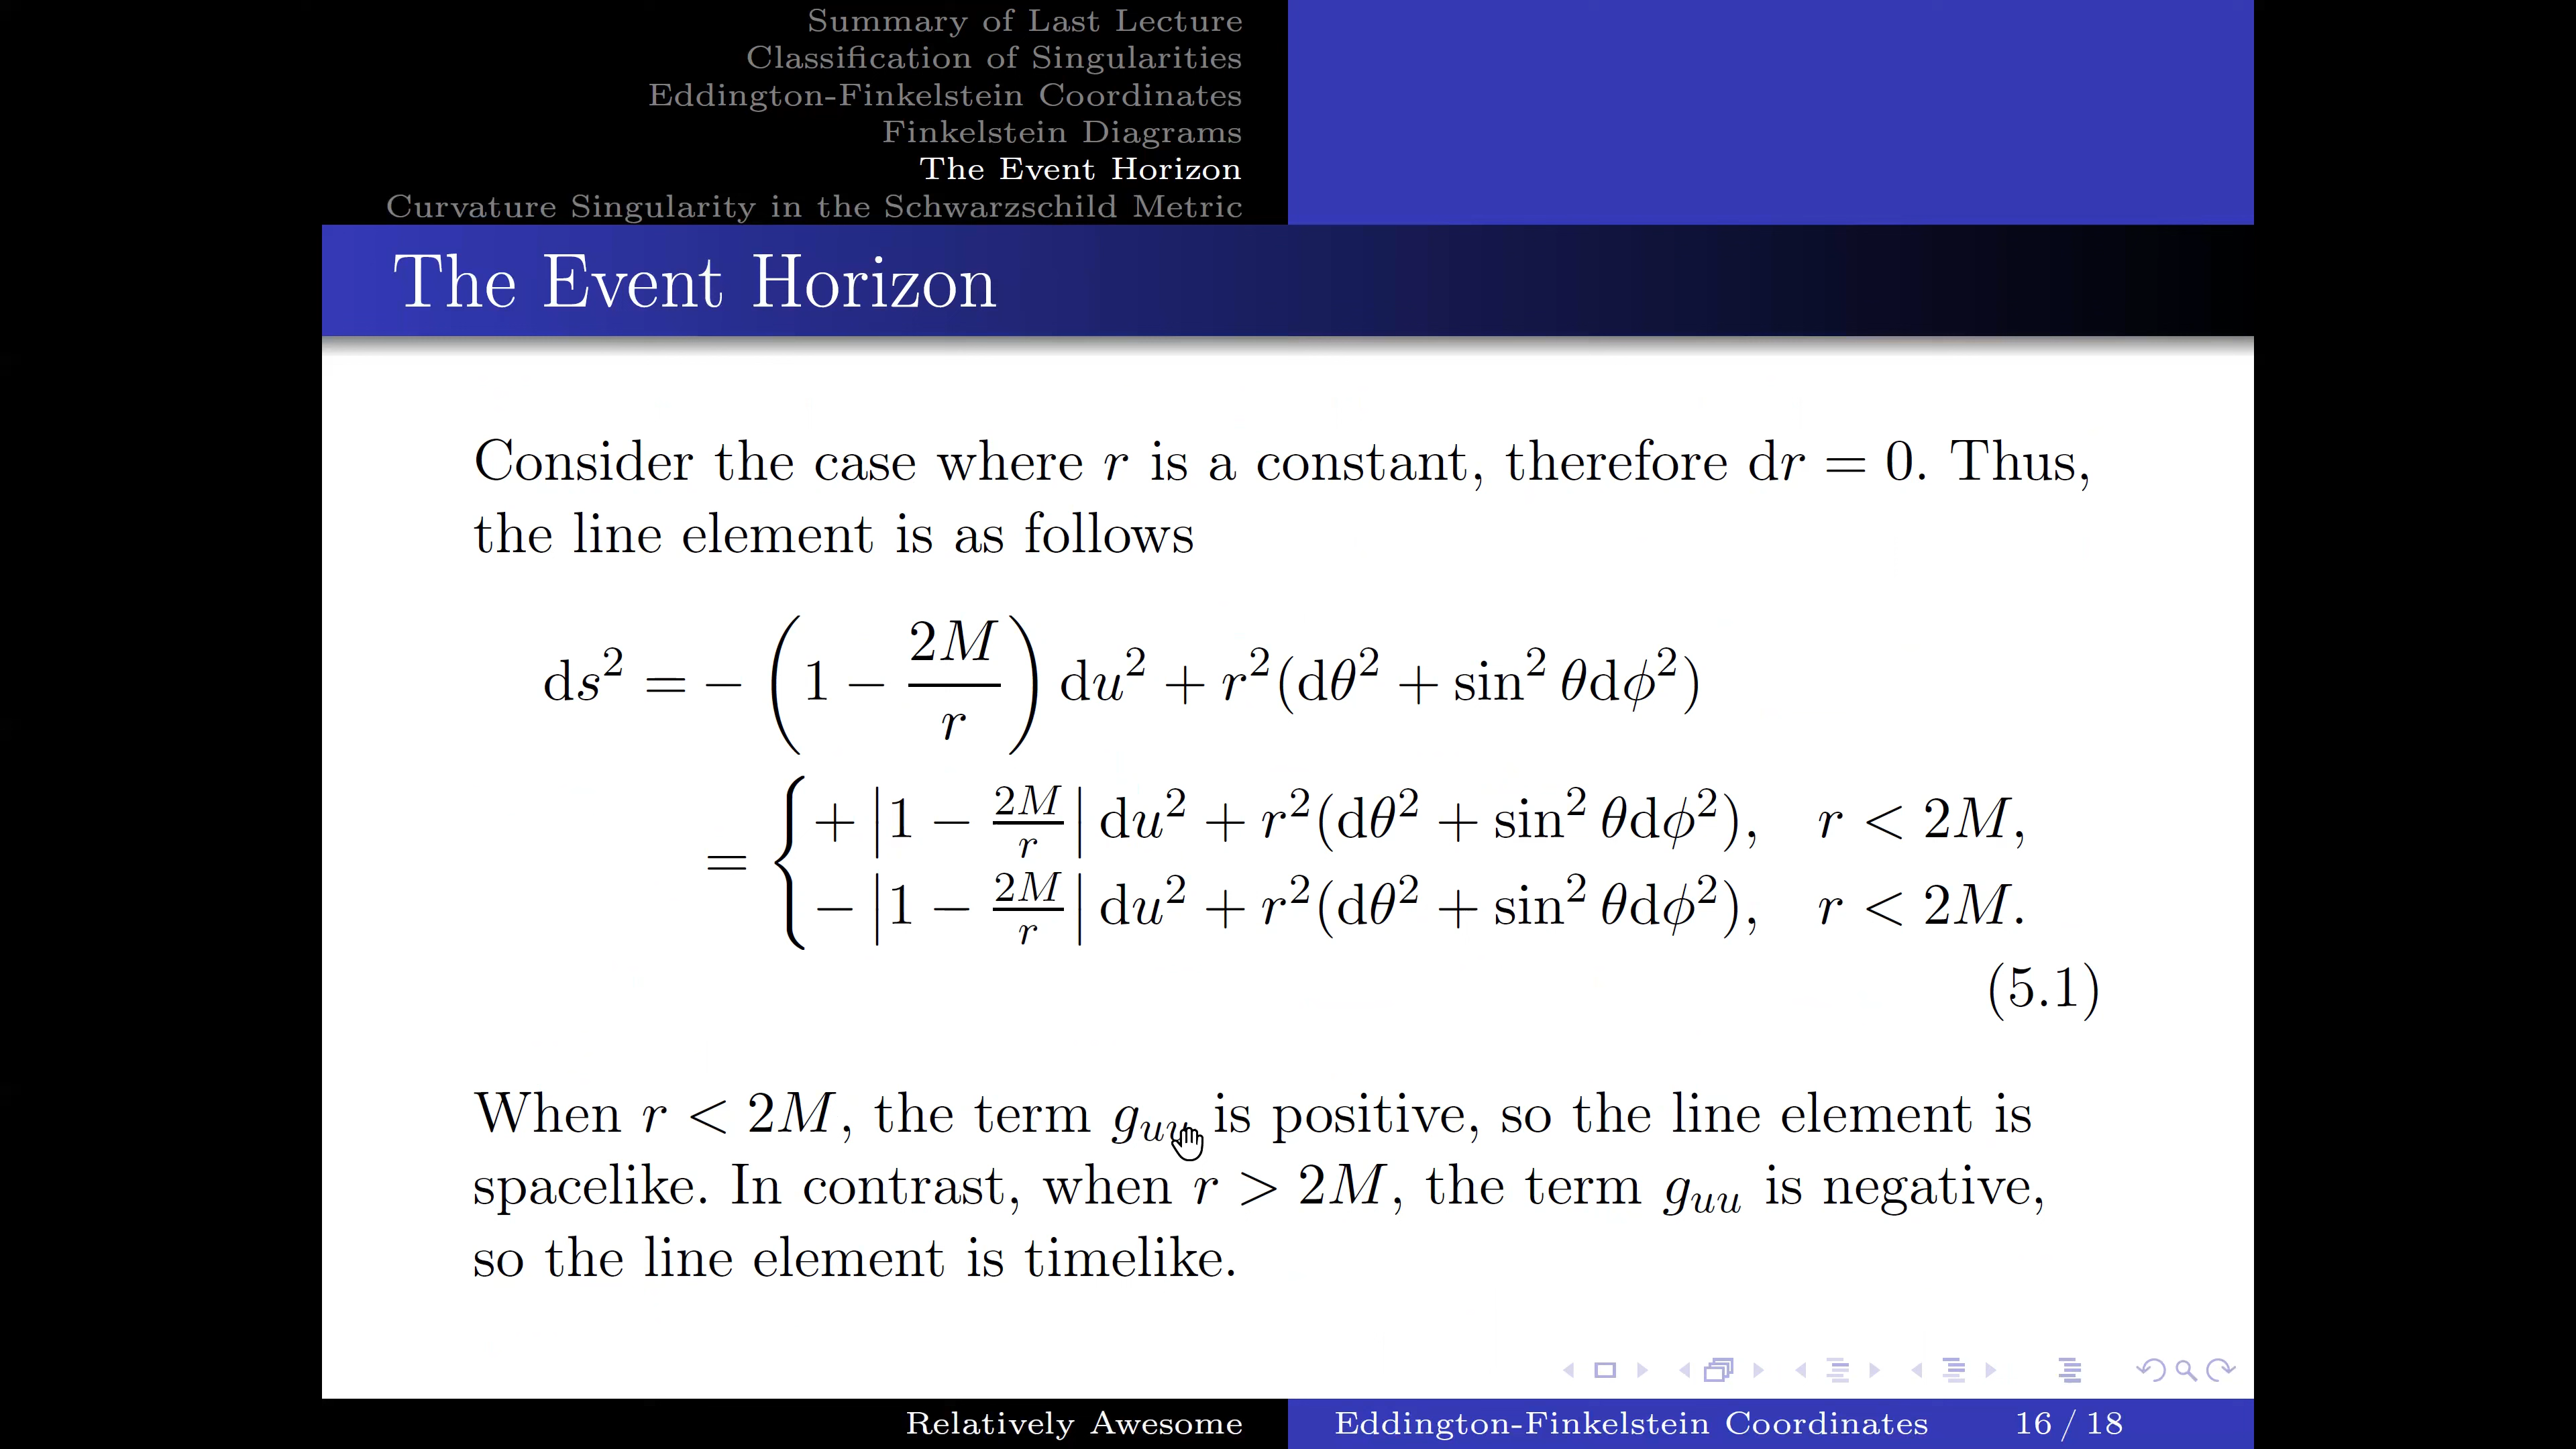 Summary of Last Lecture
Classification of Singularities
Eddington-Finkelstein Coordinates
Finkelstein Diagrams
The Event Horizon
Curvature Singularity in the Schwarzschild Metric
The Event Horizon
Consider the case where r is a constant, therefore dr = 0. Thus,
the line element is as follows
ds² = −(1 − 2M/r) du² + r²(dθ² + sin² θdϕ²)
= { +|1 − 2M/r| du² + r²(dθ² + sin² θdϕ²), r < 2M,
−|1 − 2M/r| du² + r²(dθ² + sin² θdϕ²), r < 2M.
(5.1)
When r < 2M, the term g_uu is positive, so the line element is
spacelike. In contrast, when r > 2M, the term g_uu is negative,
so the line element is timelike.
Relatively Awesome Eddington-Finkelstein Coordinates 16 / 18